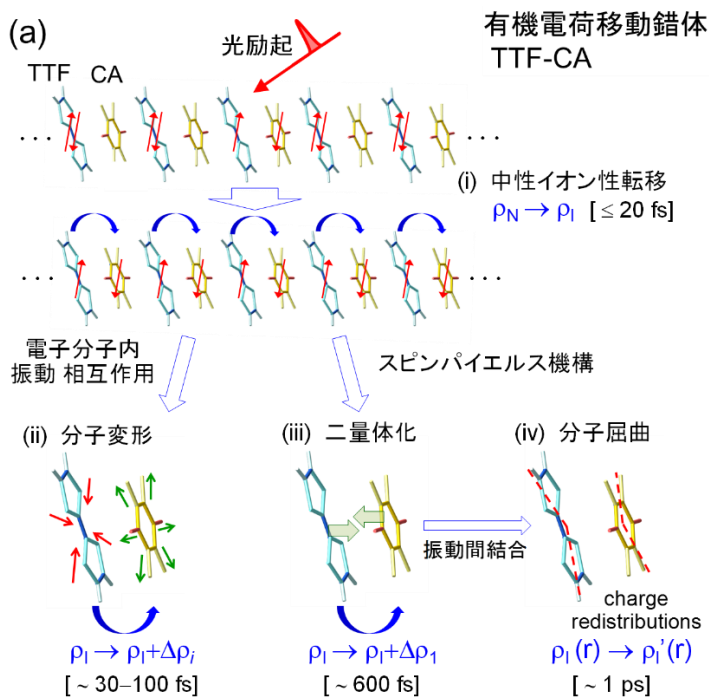 (a)
光励起
有機電荷移動錯体
TTF-CA
TTF CA
· · ·
· · ·
(i) 中性イオン性転移
ρN → ρI [ ≤ 20 fs]
· · ·
· · ·
電子分子内
振動 相互作用
スピンパイエルス機構
(ii) 分子変形
(iii) 二量体化
(iv) 分子屈曲
振動間結合
charge
redistributions
ρI → ρI+Δρi
[ ~ 30–100 fs]
ρI → ρI+Δρ1
[ ~ 600 fs]
ρI (r) → ρI’(r)
[ ~ 1 ps]